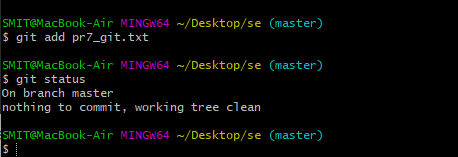 SMIT@MacBook-Air MINGW64 ~/Desktop/se (master)
$ git add pr7_git.txt
SMIT@MacBook-Air MINGW64 ~/Desktop/se (master)
$ git status
On branch master
nothing to commit, working tree clean
SMIT@MacBook-Air MINGW64 ~/Desktop/se (master)
$